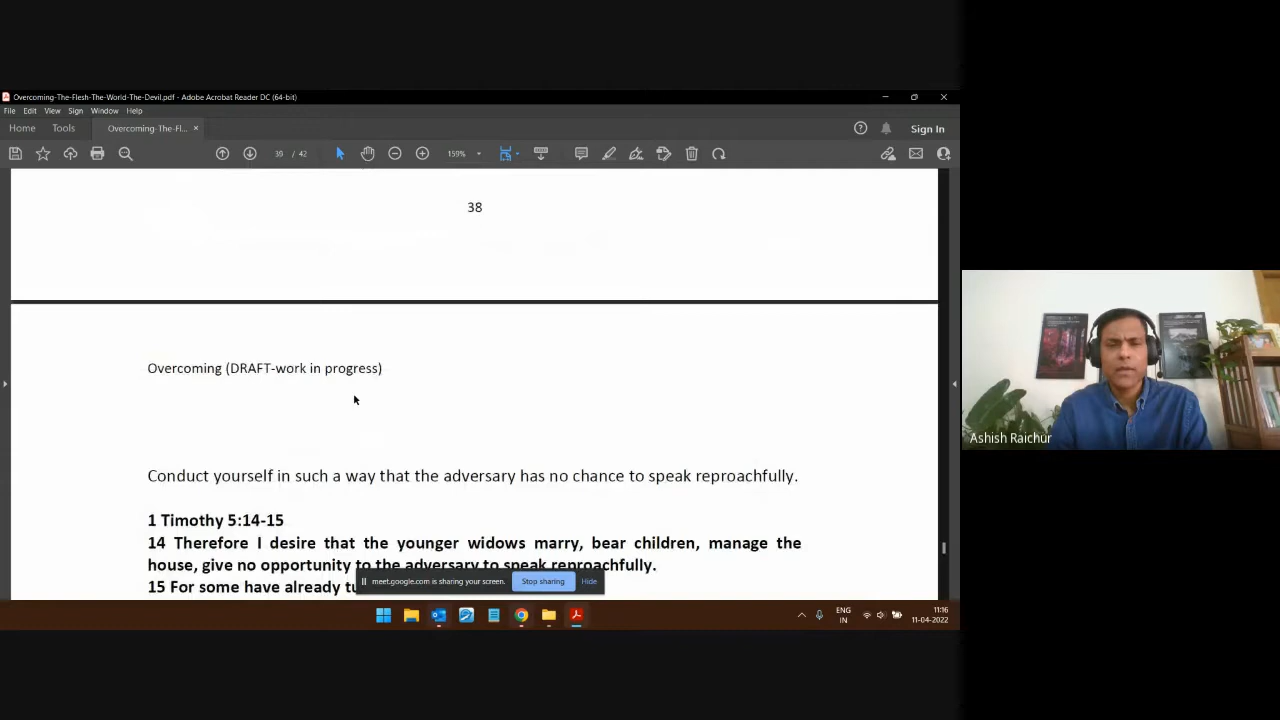 Overcoming-The-Flesh-The-World-The-Devil.pdf - Adobe Acrobat Reader DC (64-bit)
File Edit View Sign Window Help
Home Tools Overcoming-The-Fl... × Sign In
39 / 42 159%
38
Overcoming (DRAFT-work in progress)
Conduct yourself in such a way that the adversary has no chance to speak reproachfully.
1 Timothy 5:14-15
14 Therefore I desire that the younger widows marry, bear children, manage the
house, give no opportunity to the adversary to speak reproachfully.
15 For some have already
meet.google.com is sharing your screen. Stop sharing Hide
ENG
IN
11:16
11-04-2022
Ashish Raichur